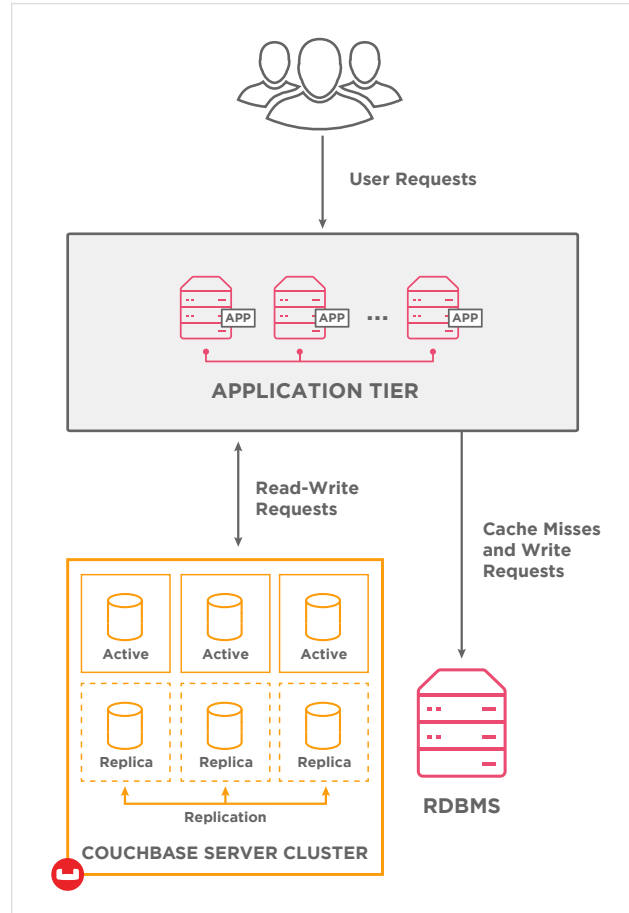 User Requests
APP
APP
...
APP
APPLICATION TIER
Read-Write
Requests
Cache Misses
and Write
Requests
Active
Active
Active
Replica
Replica
Replica
Replication
COUCHBASE SERVER CLUSTER
RDBMS